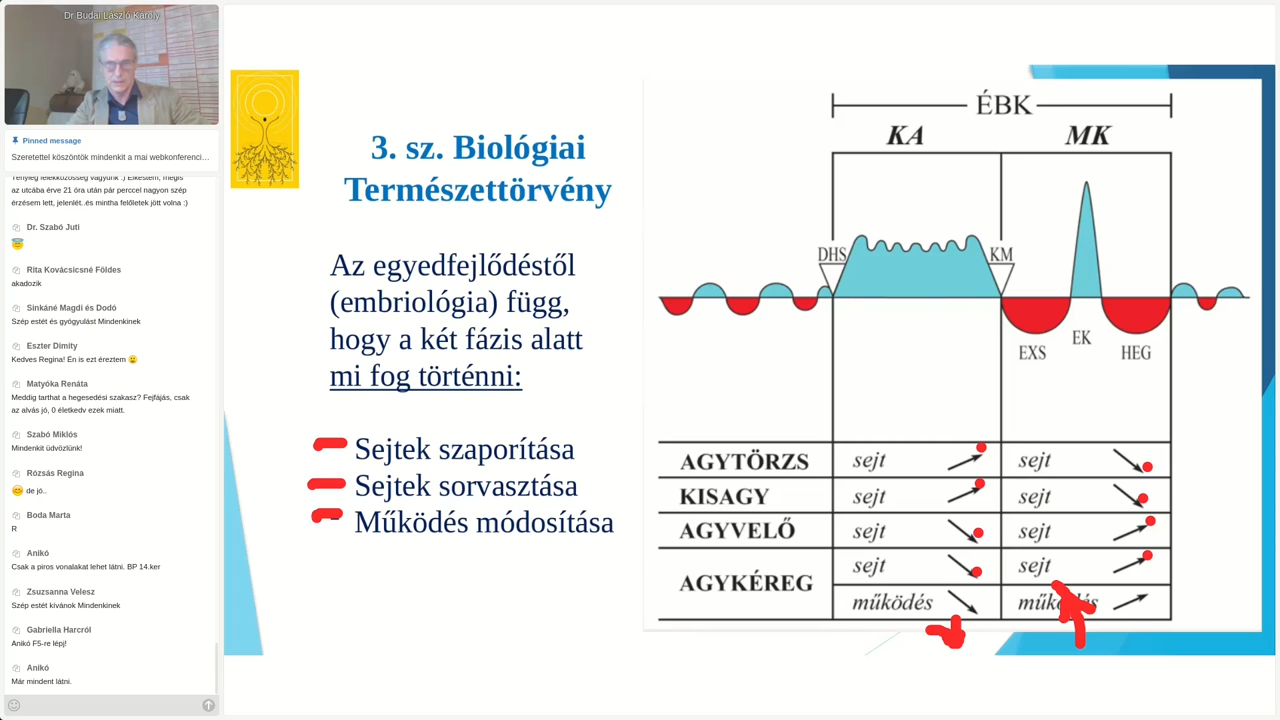 Dr Budai László Károly
Pinned message
Szeretettel köszöntök mindenkit a mai webkonferenci…
Tényleg lélekközösség vagyunk :) Elkéstem, mégis
az utcába érve 21 óra után pár perccel nagyon szép
érzésem lett, jelenlét..és mintha felőletek jött volna :)
Dr. Szabó Juti
Rita Kovácsicsné Földes
akadozik
Sinkáné Magdi és Dodó
Szép estét és gyógyulást Mindenkinek
Eszter Dimity
Kedves Regina! Én is ezt éreztem
Matyóka Renáta
Meddig tarthat a hegesedési szakasz? Fejfájás, csak
az alvás jó, 0 életkedv ezek miatt.
Szabó Miklós
Mindenkit üdvözlünk!
Rózsás Regina
de jó..
Boda Marta
R
Anikó
Csak a piros vonalakat lehet látni. BP 14.ker
Zsuzsanna Velesz
Szép estét kívánok Mindenkinek
Gabriella Harcról
Anikó F5-re lépj!
Anikó
Már mindent látni.
3. sz. Biológiai
Természettörvény
Az egyedfejlődéstől
(embriológia) függ,
hogy a két fázis alatt
mi fog történni:
Sejtek szaporítása
Sejtek sorvasztása
- Működés módosítása
ÉBK
KA MK
DHS KM
EXS EK HEG
AGYTÖRZS sejt sejt
KISAGY sejt sejt
AGYVELŐ sejt sejt
AGYKÉREG sejt sejt
működés működés